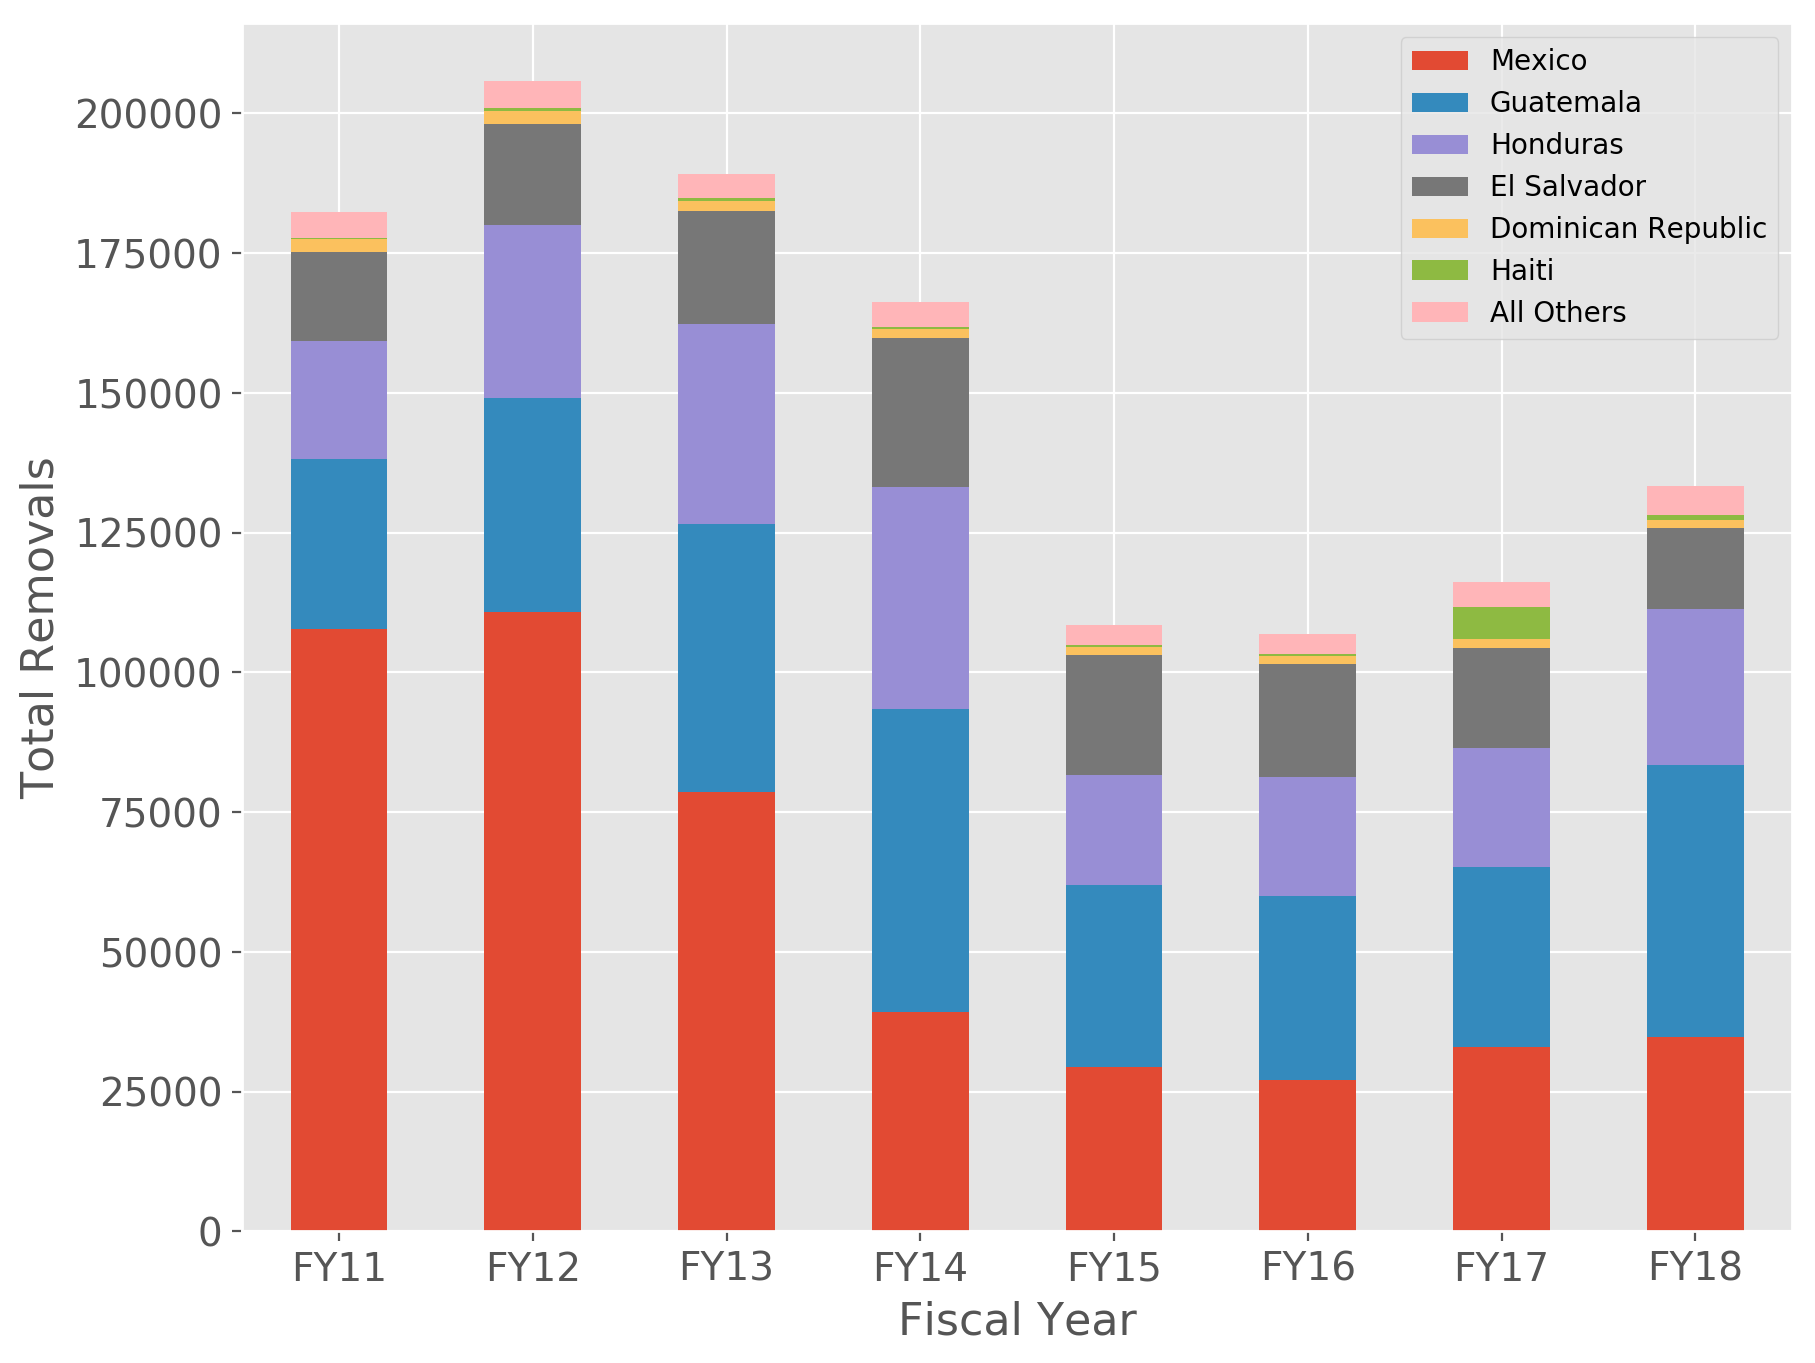 Mexico
Guatemala
Honduras
El Salvador
Dominican Republic
Haiti
All Others
Total Removals
200000
175000
150000
125000
100000
75000
50000
25000
0
FY11 FY12 FY13 FY14 FY15 FY16 FY17 FY18
Fiscal Year